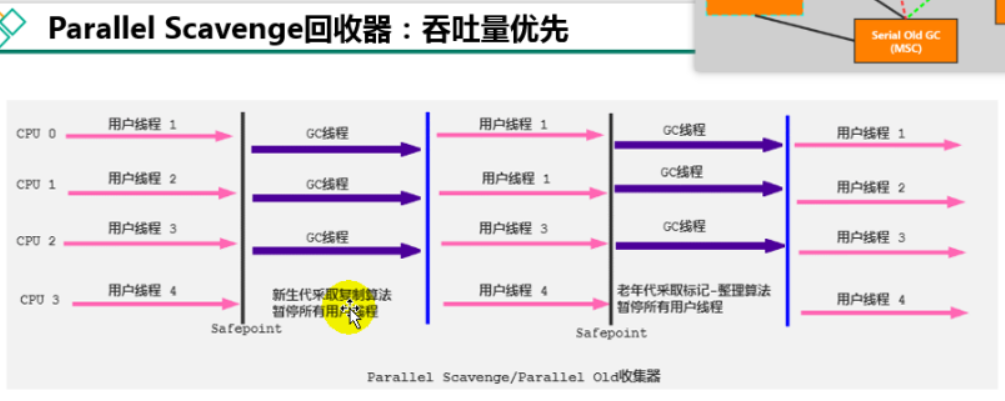 Parallel Scavenge回收器：吞吐量优先
Serial Old GC
(MSC)
CPU 0
用户线程 1
GC线程
用户线程 1
GC线程
用户线程 1
CPU 1
用户线程 2
GC线程
用户线程 1
GC线程
用户线程 2
CPU 2
用户线程 3
GC线程
用户线程 3
GC线程
用户线程 3
CPU 3
用户线程 4
新生代采取复制算法
暂停所有用户线程
用户线程 4
老年代采取标记-整理算法
暂停所有用户线程
用户线程 4
Safepoint
Safepoint
Parallel Scavenge/Parallel Old收集器